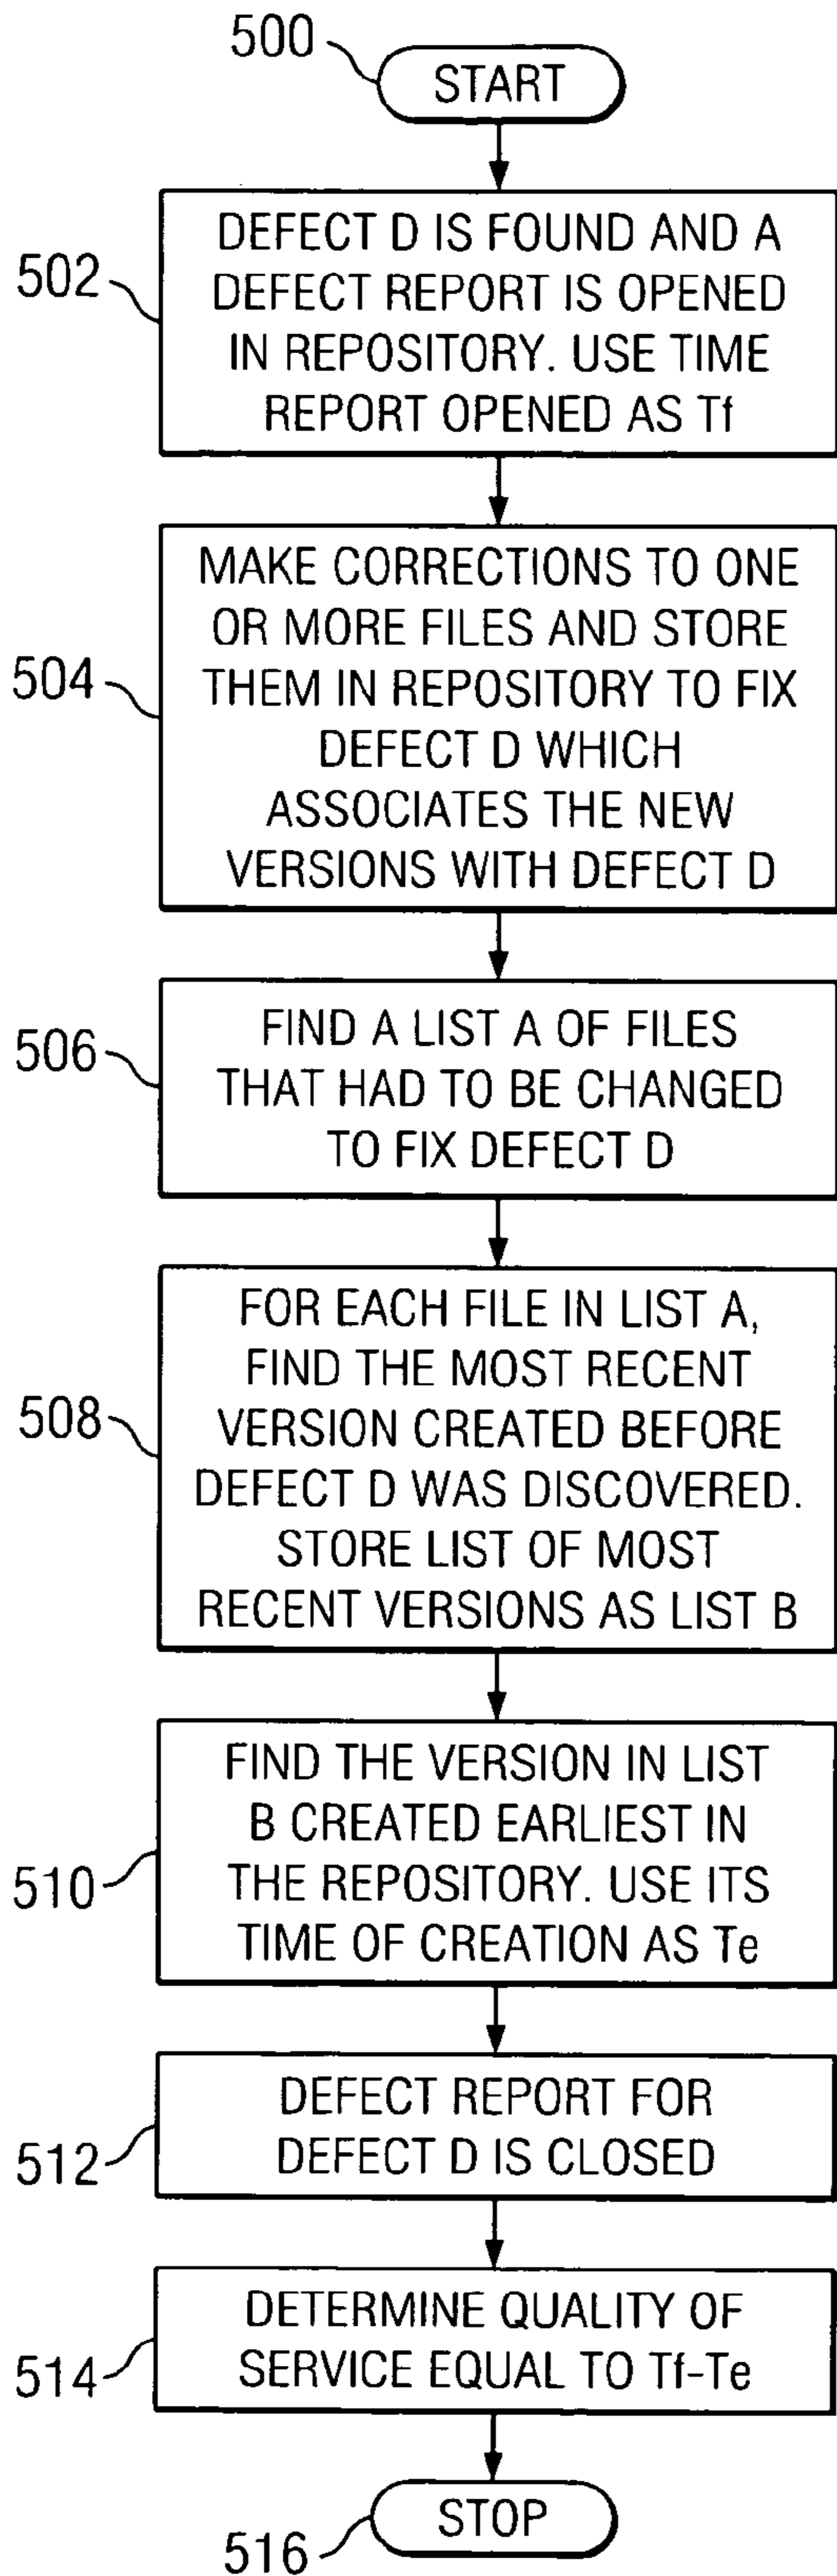 500
START
502
DEFECT D IS FOUND AND A
DEFECT REPORT IS OPENED
IN REPOSITORY. USE TIME
REPORT OPENED AS Tf
504
MAKE CORRECTIONS TO ONE
OR MORE FILES AND STORE
THEM IN REPOSITORY TO FIX
DEFECT D WHICH
ASSOCIATES THE NEW
VERSIONS WITH DEFECT D
506
FIND A LIST A OF FILES
THAT HAD TO BE CHANGED
TO FIX DEFECT D
508
FOR EACH FILE IN LIST A,
FIND THE MOST RECENT
VERSION CREATED BEFORE
DEFECT D WAS DISCOVERED.
STORE LIST OF MOST
RECENT VERSIONS AS LIST B
510
FIND THE VERSION IN LIST
B CREATED EARLIEST IN
THE REPOSITORY. USE ITS
TIME OF CREATION AS Te
512
DEFECT REPORT FOR
DEFECT D IS CLOSED
514
DETERMINE QUALITY OF
SERVICE EQUAL TO Tf-Te
STOP
516